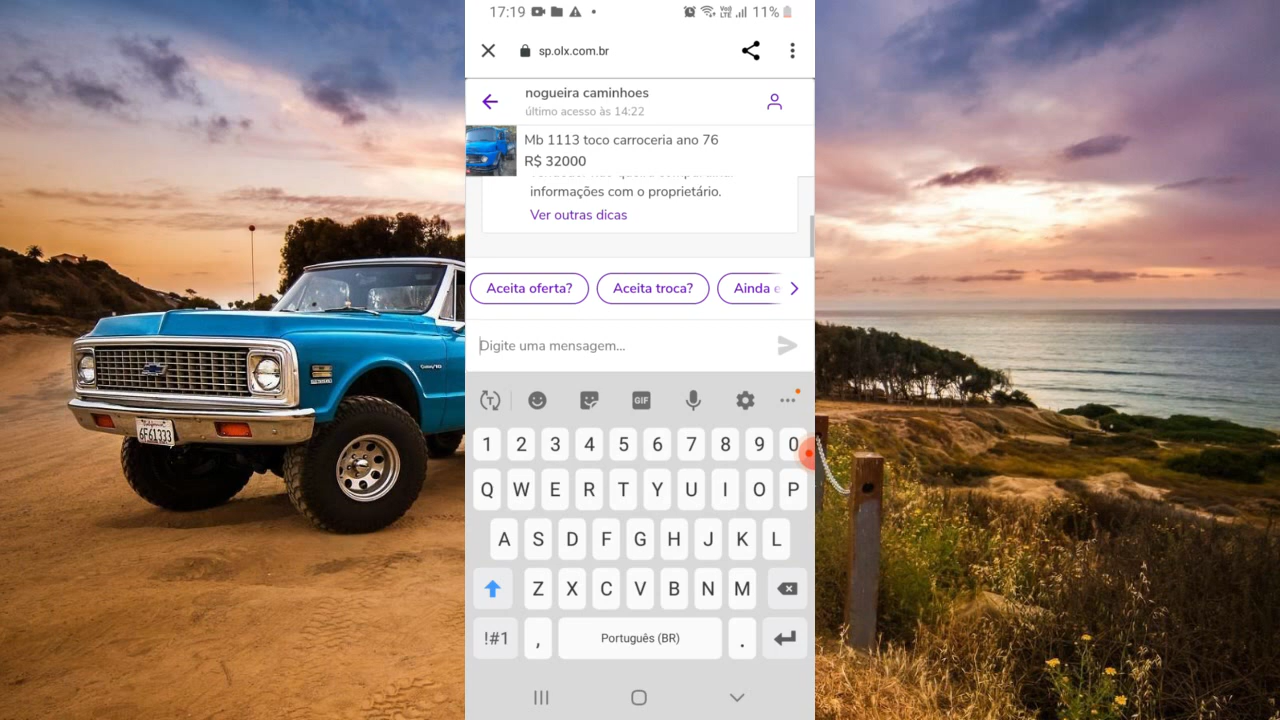 17:19
11%
sp.olx.com.br
nogueira caminhoes
último acesso às 14:22
Mb 1113 toco carroceria ano 76
R$ 32000
informações com o proprietário.
Ver outras dicas
Aceita oferta? Aceita troca? Ainda e
Digite uma mensagem...
GIF
1 2 3 4 5 6 7 8 9 0
Q W E R T Y U I O P
A S D F G H J K L
Z X C V B N M
!#1 , Português (BR) .
6F61333